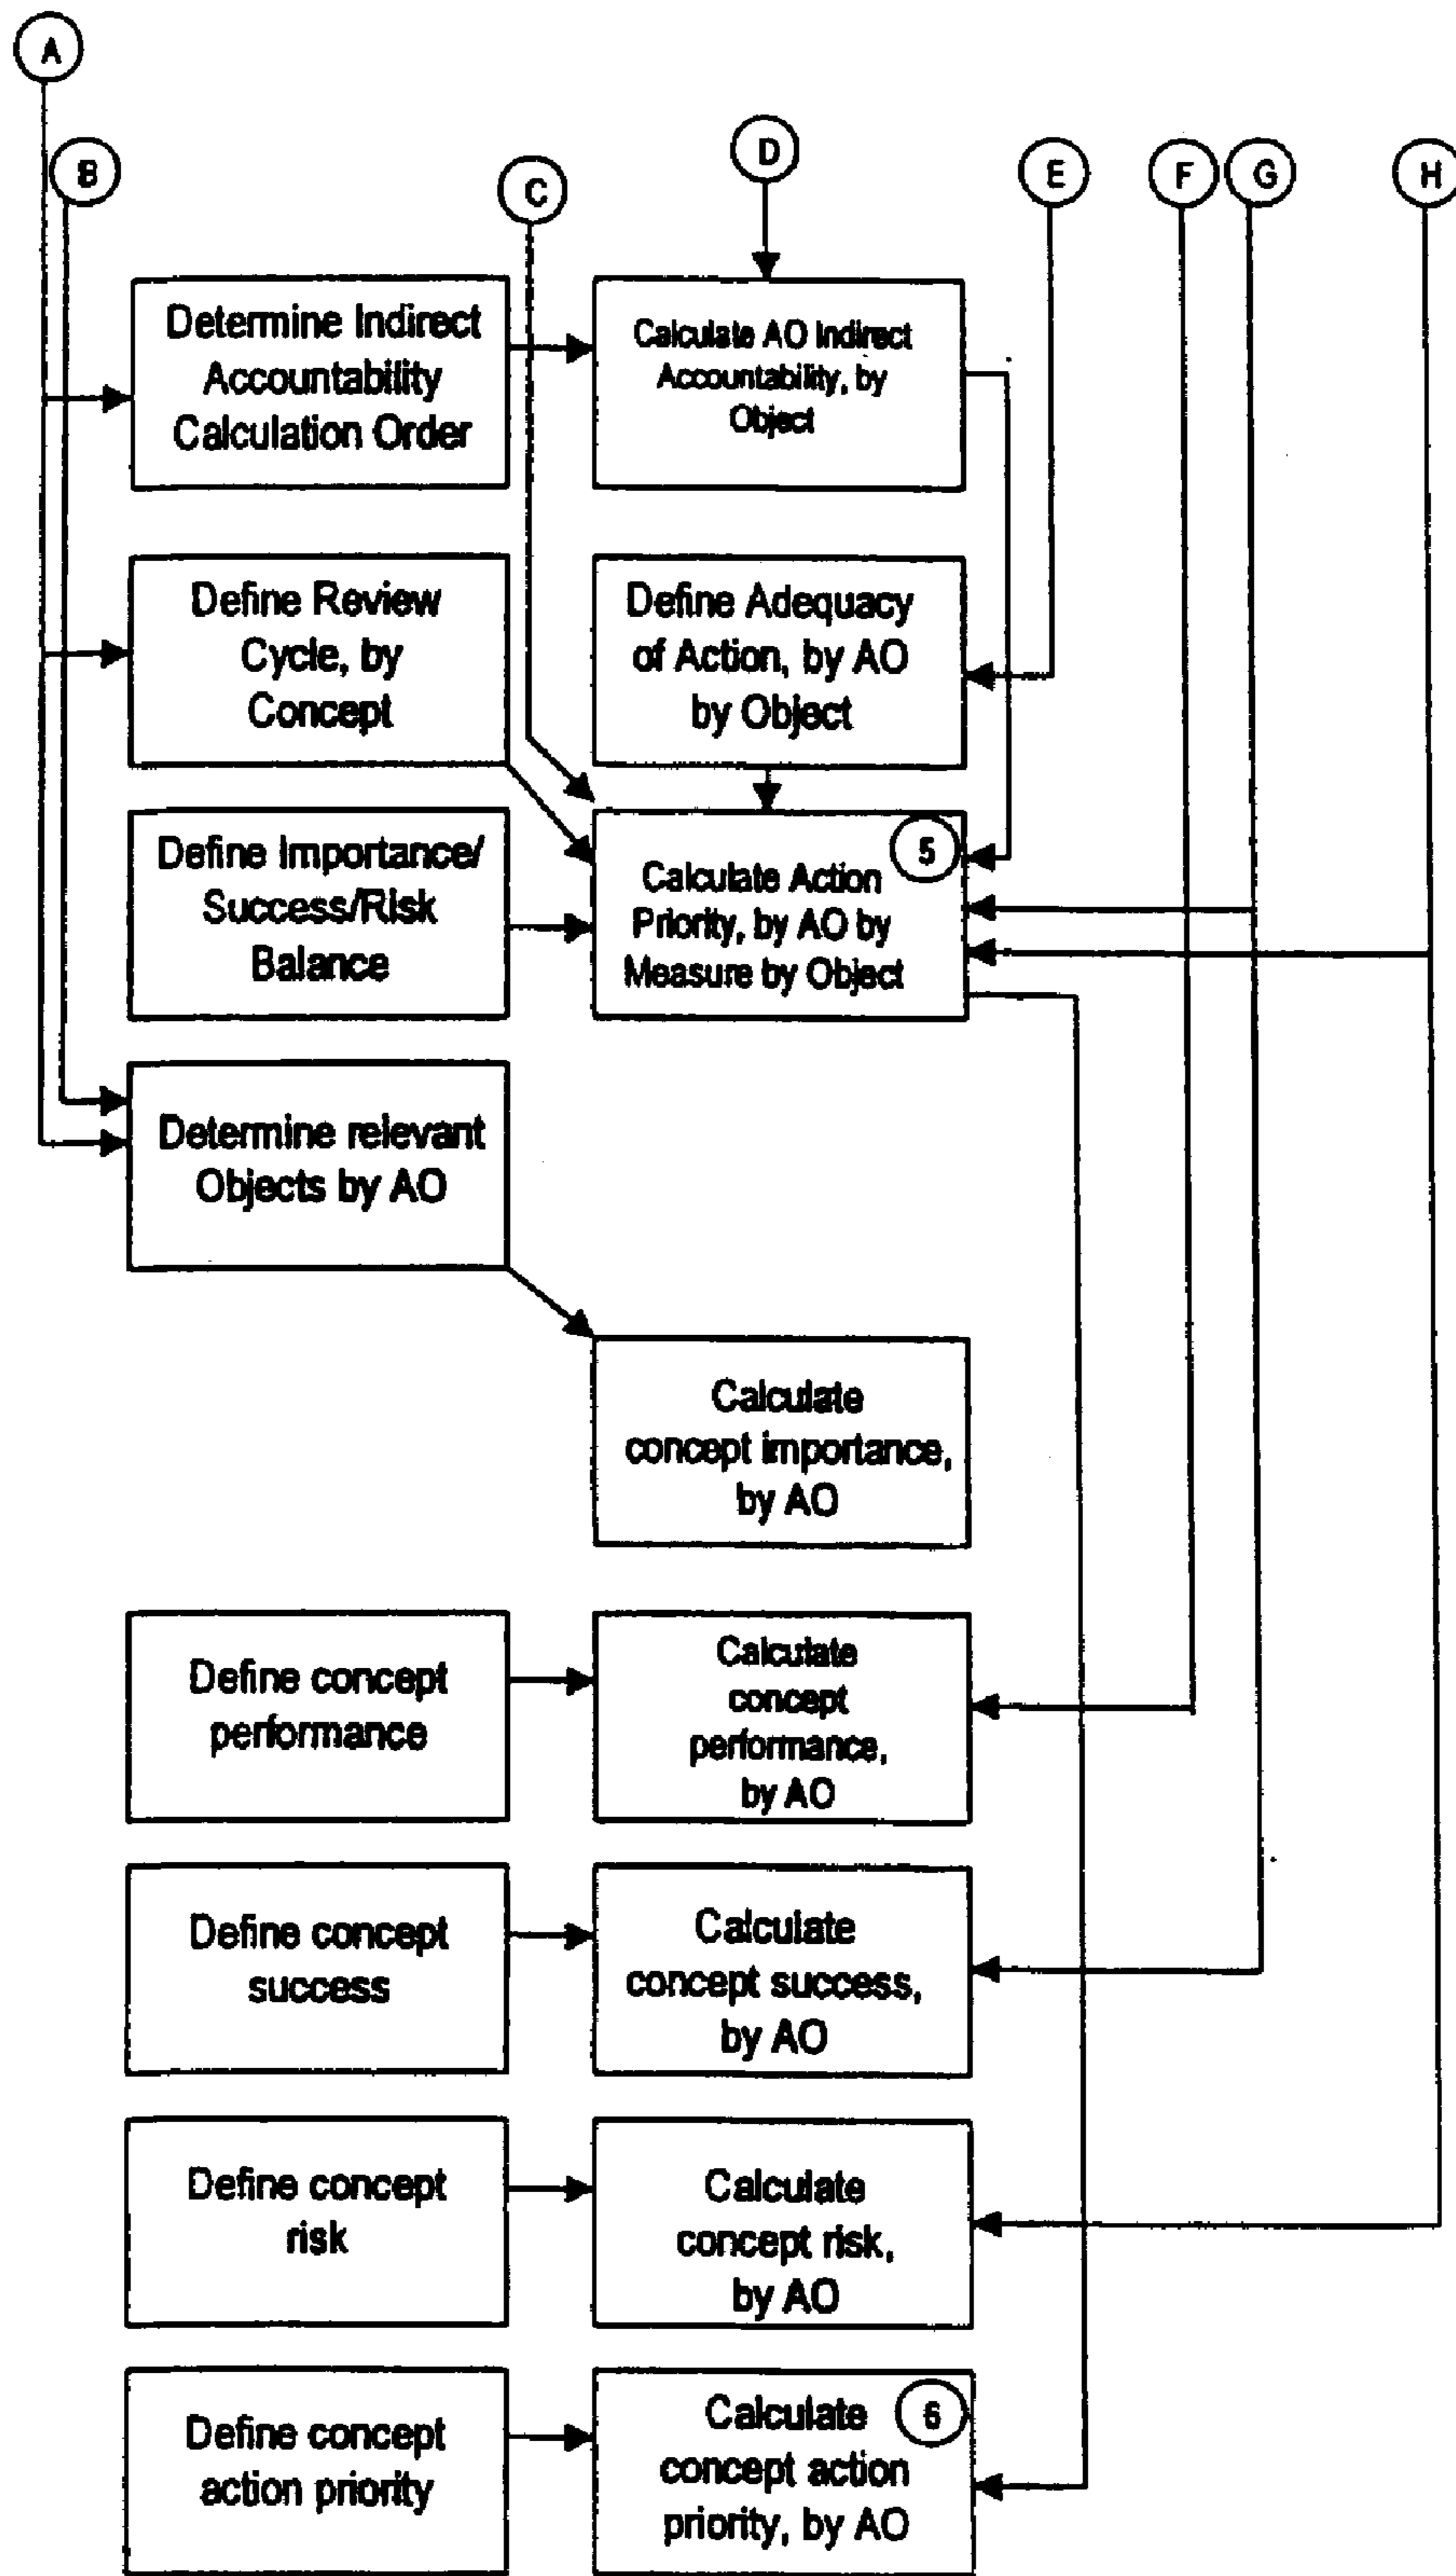 A
B
C
D
E
F
G
H
Determine Indirect
Accountability
Calculation Order
Calculate AO Indirect
Accountability, by
Object
Define Review
Cycle, by
Concept
Define Adequacy
of Action, by AO
by Object
Define Importance/
Success/Risk
Balance
5
Calculate Action
Priority, by AO by
Measure by Object
Determine relevant
Objects by AO
Calculate
concept importance,
by AO
Define concept
performance
Calculate
concept
performance,
by AO
Define concept
success
Calculate
concept success,
by AO
Define concept
risk
Calculate
concept risk,
by AO
Define concept
action priority
6
Calculate
concept action
priority, by AO